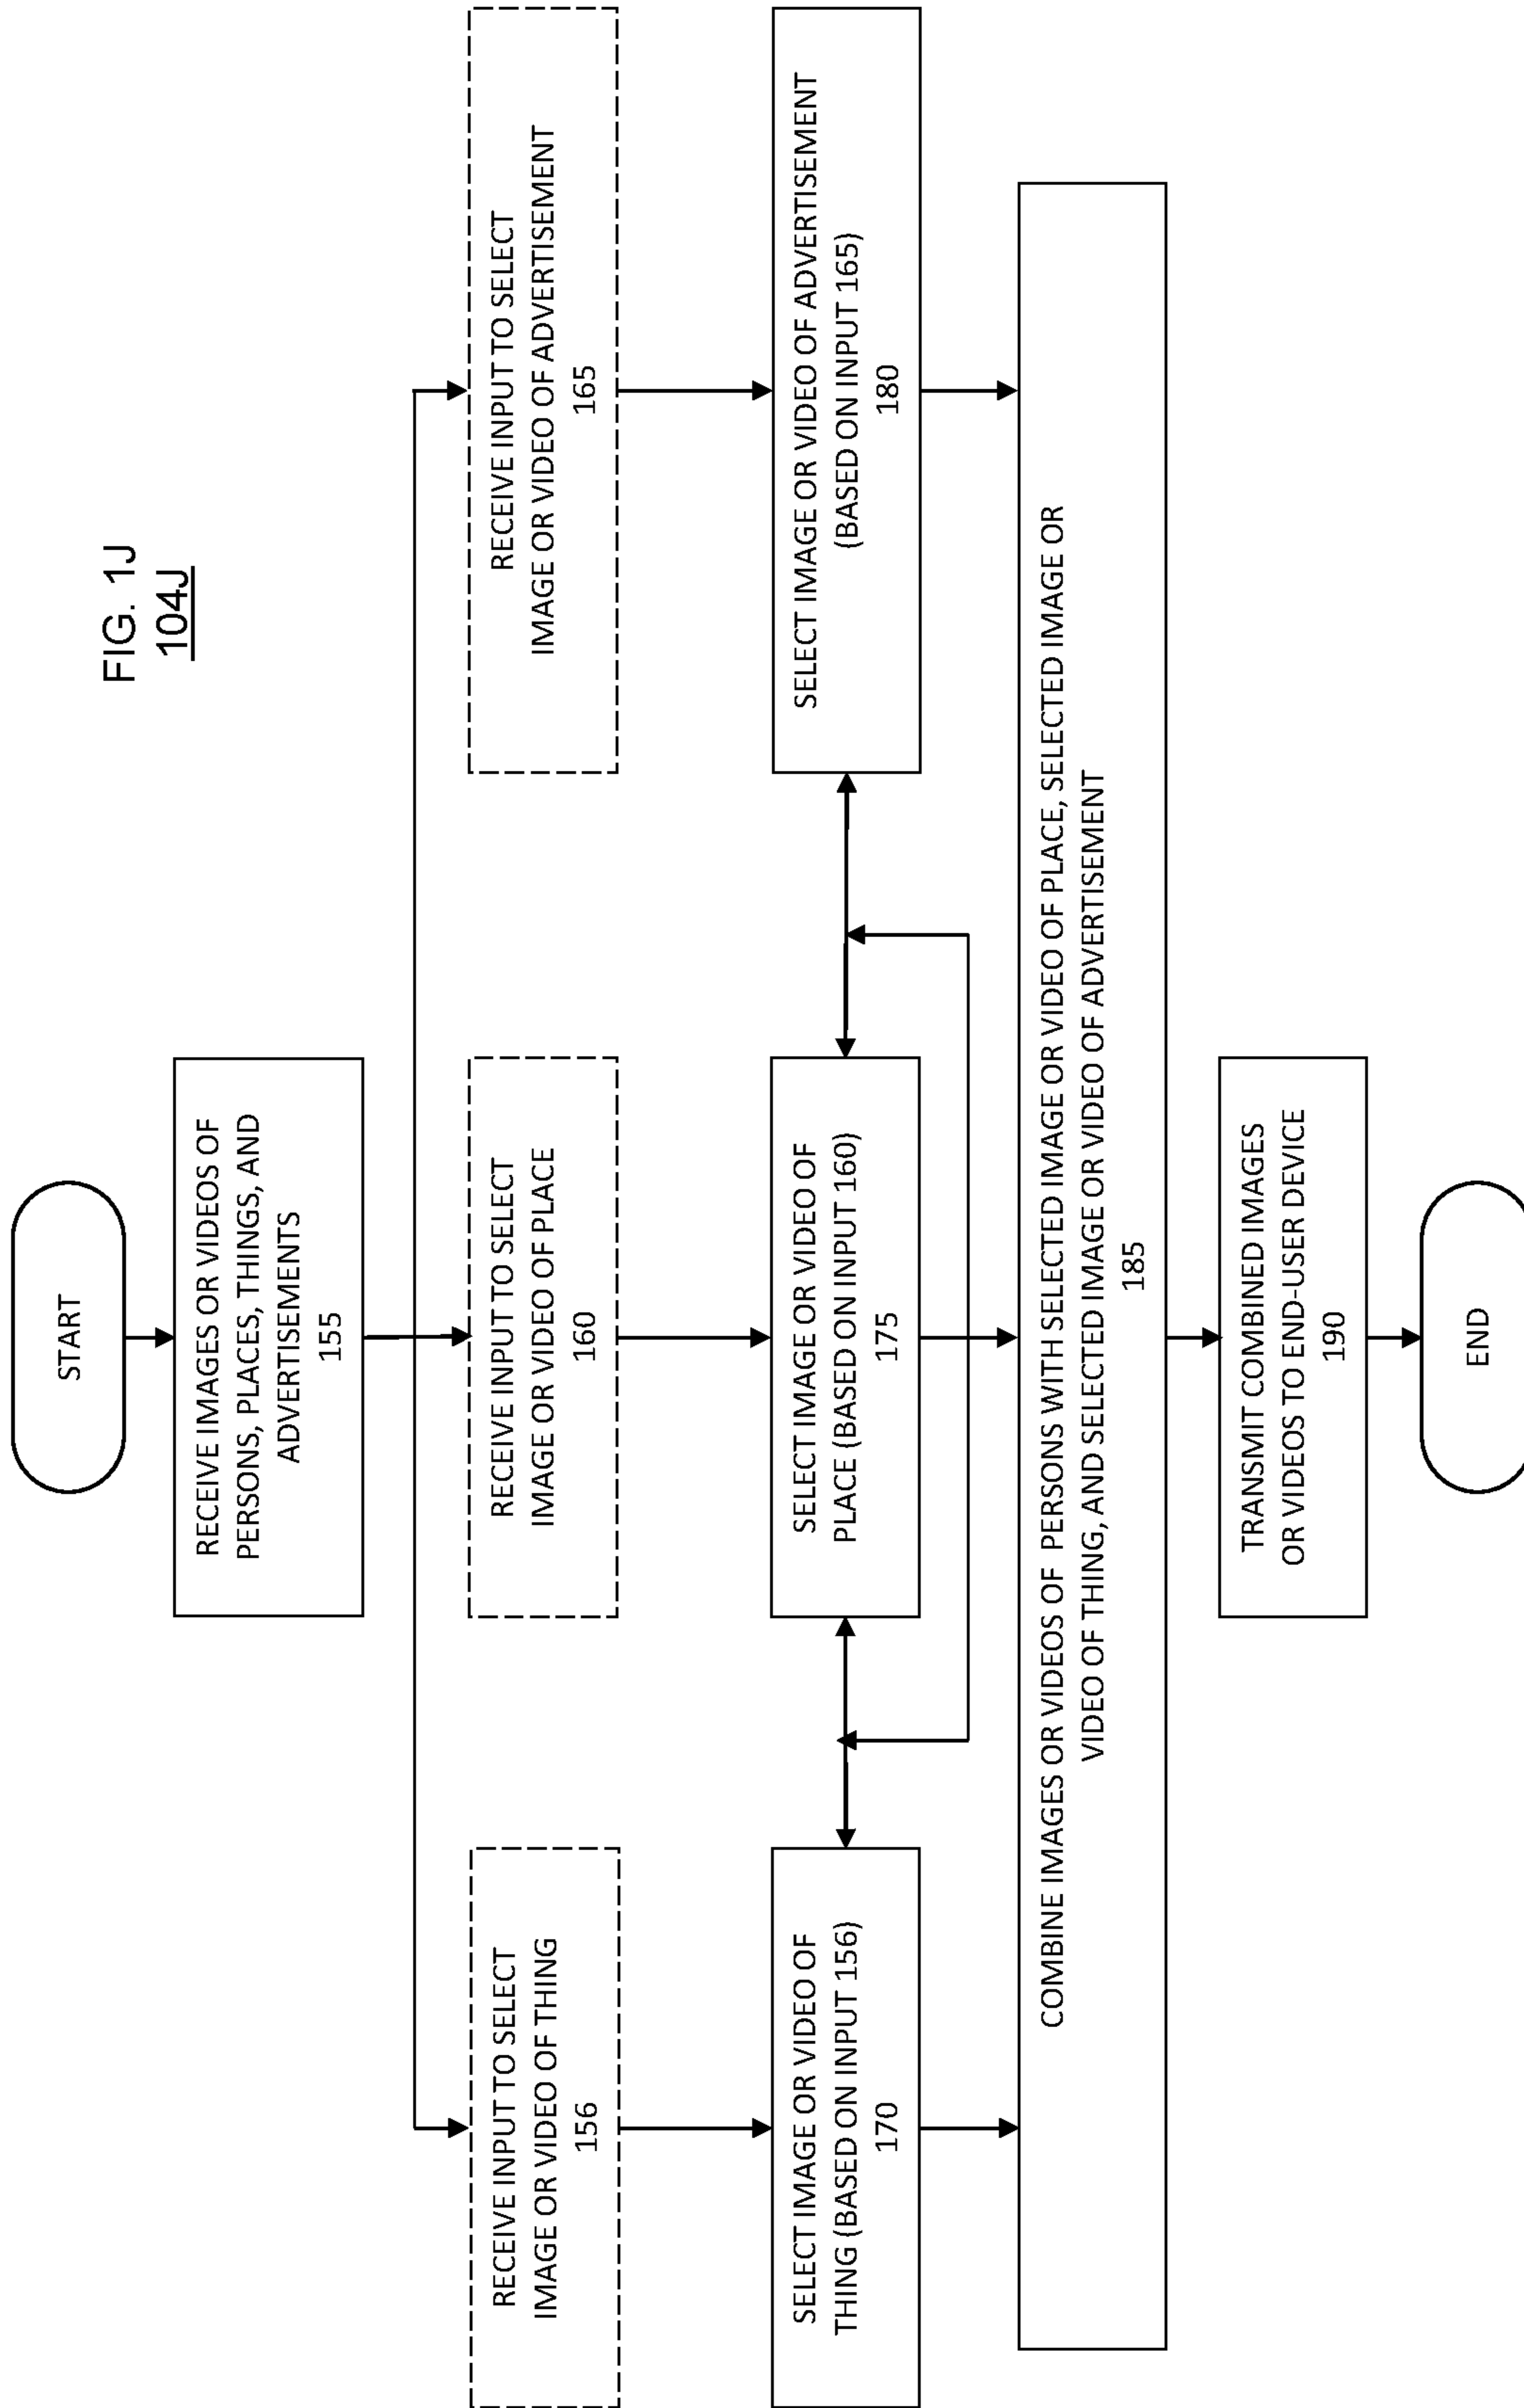 FIG. 1J
104J
START
RECEIVE IMAGES OR VIDEOS OF
PERSONS, PLACES, THINGS, AND
ADVERTISEMENTS
155
RECEIVE INPUT TO SELECT
IMAGE OR VIDEO OF THING
156
RECEIVE INPUT TO SELECT
IMAGE OR VIDEO OF PLACE
160
RECEIVE INPUT TO SELECT
IMAGE OR VIDEO OF ADVERTISEMENT
165
SELECT IMAGE OR VIDEO OF
THING (BASED ON INPUT 156)
170
SELECT IMAGE OR VIDEO OF
PLACE (BASED ON INPUT 160)
175
SELECT IMAGE OR VIDEO OF ADVERTISEMENT
(BASED ON INPUT 165)
180
COMBINE IMAGES OR VIDEOS OF PERSONS WITH SELECTED IMAGE OR VIDEO OF PLACE, SELECTED IMAGE OR
VIDEO OF THING, AND SELECTED IMAGE OR VIDEO OF ADVERTISEMENT
185
TRANSMIT COMBINED IMAGES
OR VIDEOS TO END-USER DEVICE
190
END